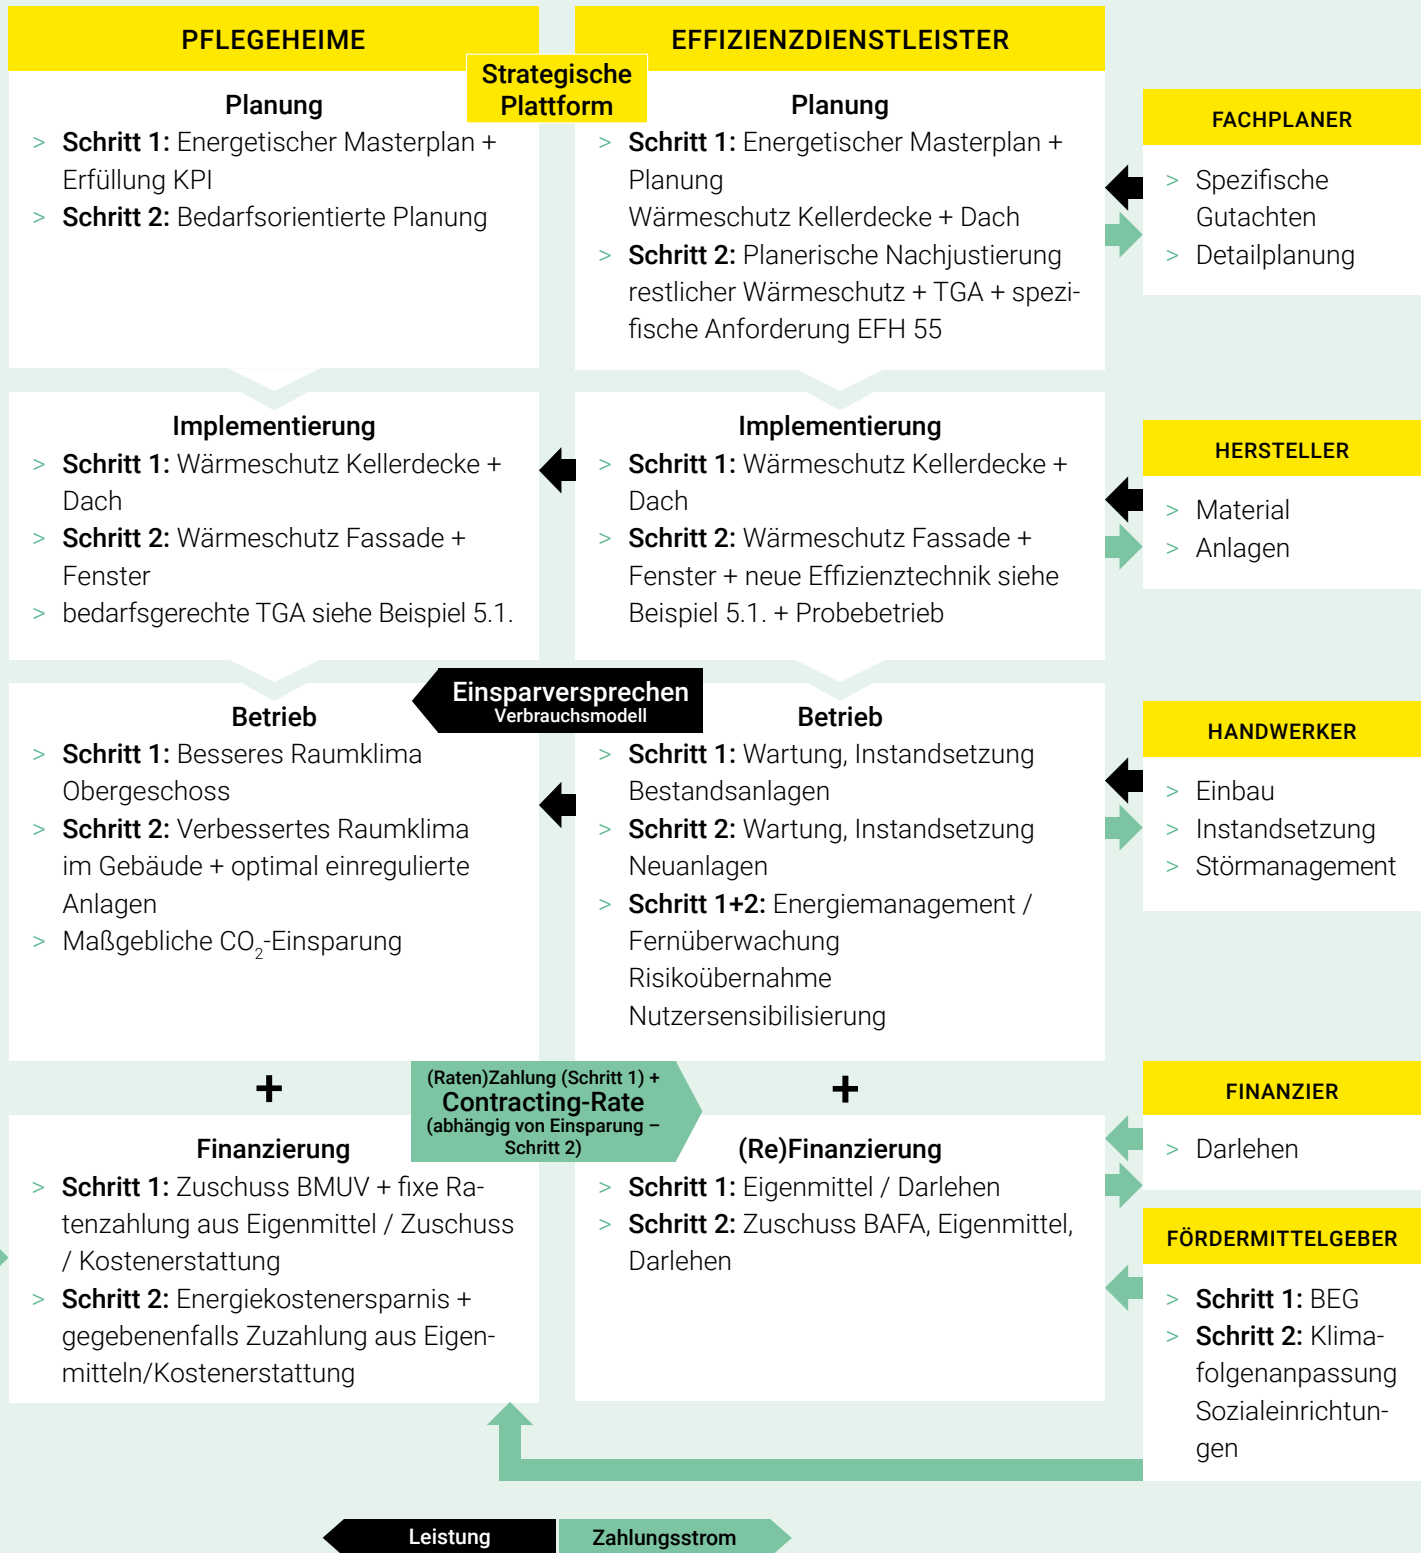 PFLEGEHEIME
Planung
> Schritt 1: Energetischer Masterplan +
Erfüllung KPI
> Schritt 2: Bedarfsorientierte Planung
Implementierung
> Schritt 1: Wärmeschutz Kellerdecke +
Dach
> Schritt 2: Wärmeschutz Fassade +
Fenster
> bedarfsgerechte TGA siehe Beispiel 5.1.
Betrieb
> Schritt 1: Besseres Raumklima
Obergeschoss
> Schritt 2: Verbessertes Raumklima
im Gebäude + optimal einregulierte
Anlagen
> Maßgebliche CO₂-Einsparung
+
Finanzierung
> Schritt 1: Zuschuss BMUV + fixe Ra-
tenzahlung aus Eigenmittel / Zuschuss
/ Kostenerstattung
> Schritt 2: Energiekostenersparnis +
gegebenenfalls Zuzahlung aus Eigen-
mitteln/Kostenerstattung
Strategische
Plattform
Einsparversprechen
Verbrauchsmodell
(Raten)Zahlung (Schritt 1) +
Contracting-Rate
(abhängig von Einsparung –
Schritt 2)
EFFIZIENZDIENSTLEISTER
Planung
> Schritt 1: Energetischer Masterplan +
Planung
Wärmeschutz Kellerdecke + Dach
> Schritt 2: Planerische Nachjustierung
restlicher Wärmeschutz + TGA + spezi-
fische Anforderung EFH 55
Implementierung
> Schritt 1: Wärmeschutz Kellerdecke +
Dach
> Schritt 2: Wärmeschutz Fassade +
Fenster + neue Effizienztechnik siehe
Beispiel 5.1. + Probebetrieb
Betrieb
> Schritt 1: Wartung, Instandsetzung
Bestandsanlagen
> Schritt 2: Wartung, Instandsetzung
Neuanlagen
> Schritt 1+2: Energiemanagement /
Fernüberwachung
Risikoübernahme
Nutzersensibilisierung
+
(Re)Finanzierung
> Schritt 1: Eigenmittel / Darlehen
> Schritt 2: Zuschuss BAFA, Eigenmittel,
Darlehen
FACHPLANER
> Spezifische
Gutachten
> Detailplanung
HERSTELLER
> Material
> Anlagen
HANDWERKER
> Einbau
> Instandsetzung
> Störmanagement
FINANZIER
> Darlehen
FÖRDERMITTELGEBER
> Schritt 1: BEG
> Schritt 2: Klima-
folgenanpassung
Sozialeinrichtun-
gen
Leistung
Zahlungsstrom